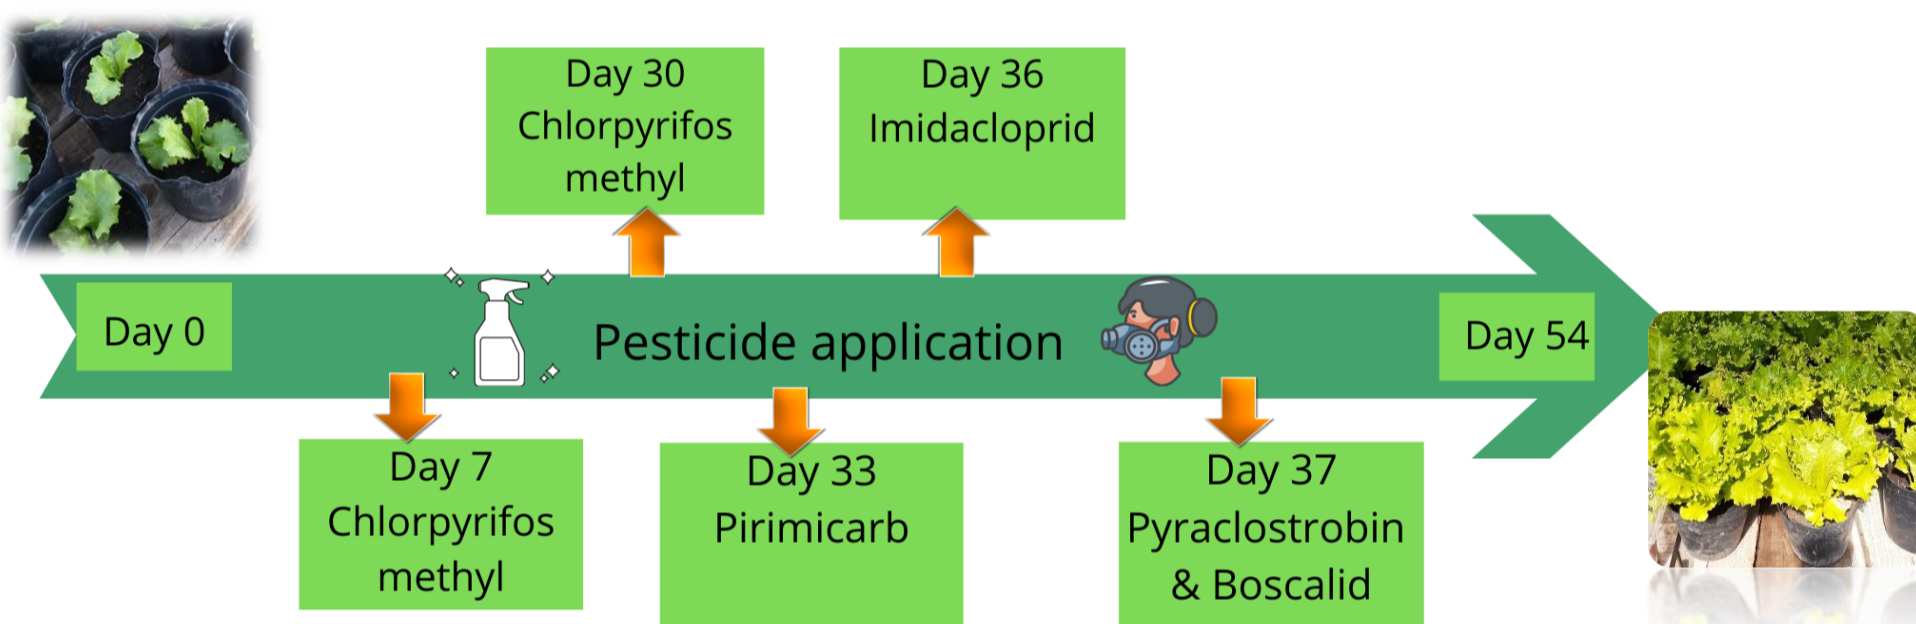 Day 30
Chlorpyrifos
methyl
Day 36
Imidacloprid
Day 0
Pesticide application
Day 54
Day 7
Chlorpyrifos
methyl
Day 33
Pirimicarb
Day 37
Pyraclostrobin
& Boscalid